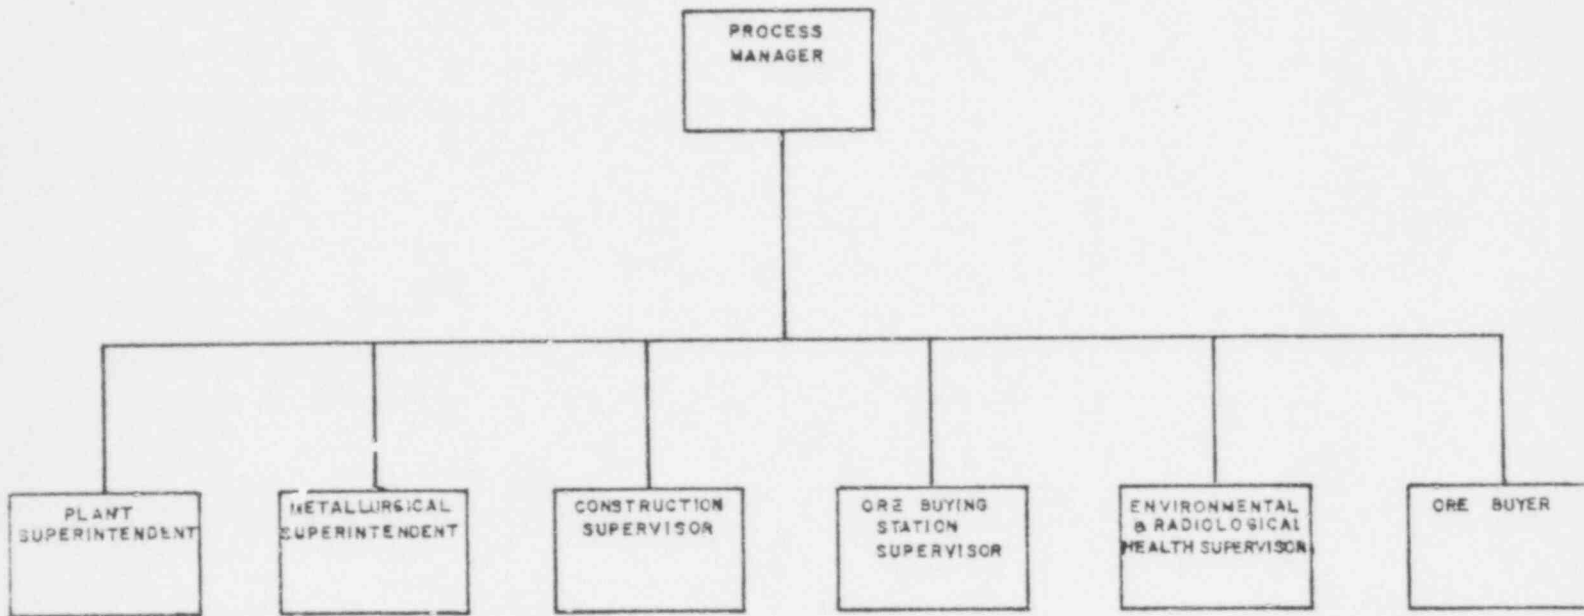 PROCESS
MANAGER
PLANT
SUPERINTENDENT
METALLURGICAL
SUPERINTENDENT
CONSTRUCTION
SUPERVISOR
ORE BUYING
STATION
SUPERVISOR
ENVIRONMENTAL
& RADIOLOGICAL
HEALTH SUPERVISOR
ORE BUYER